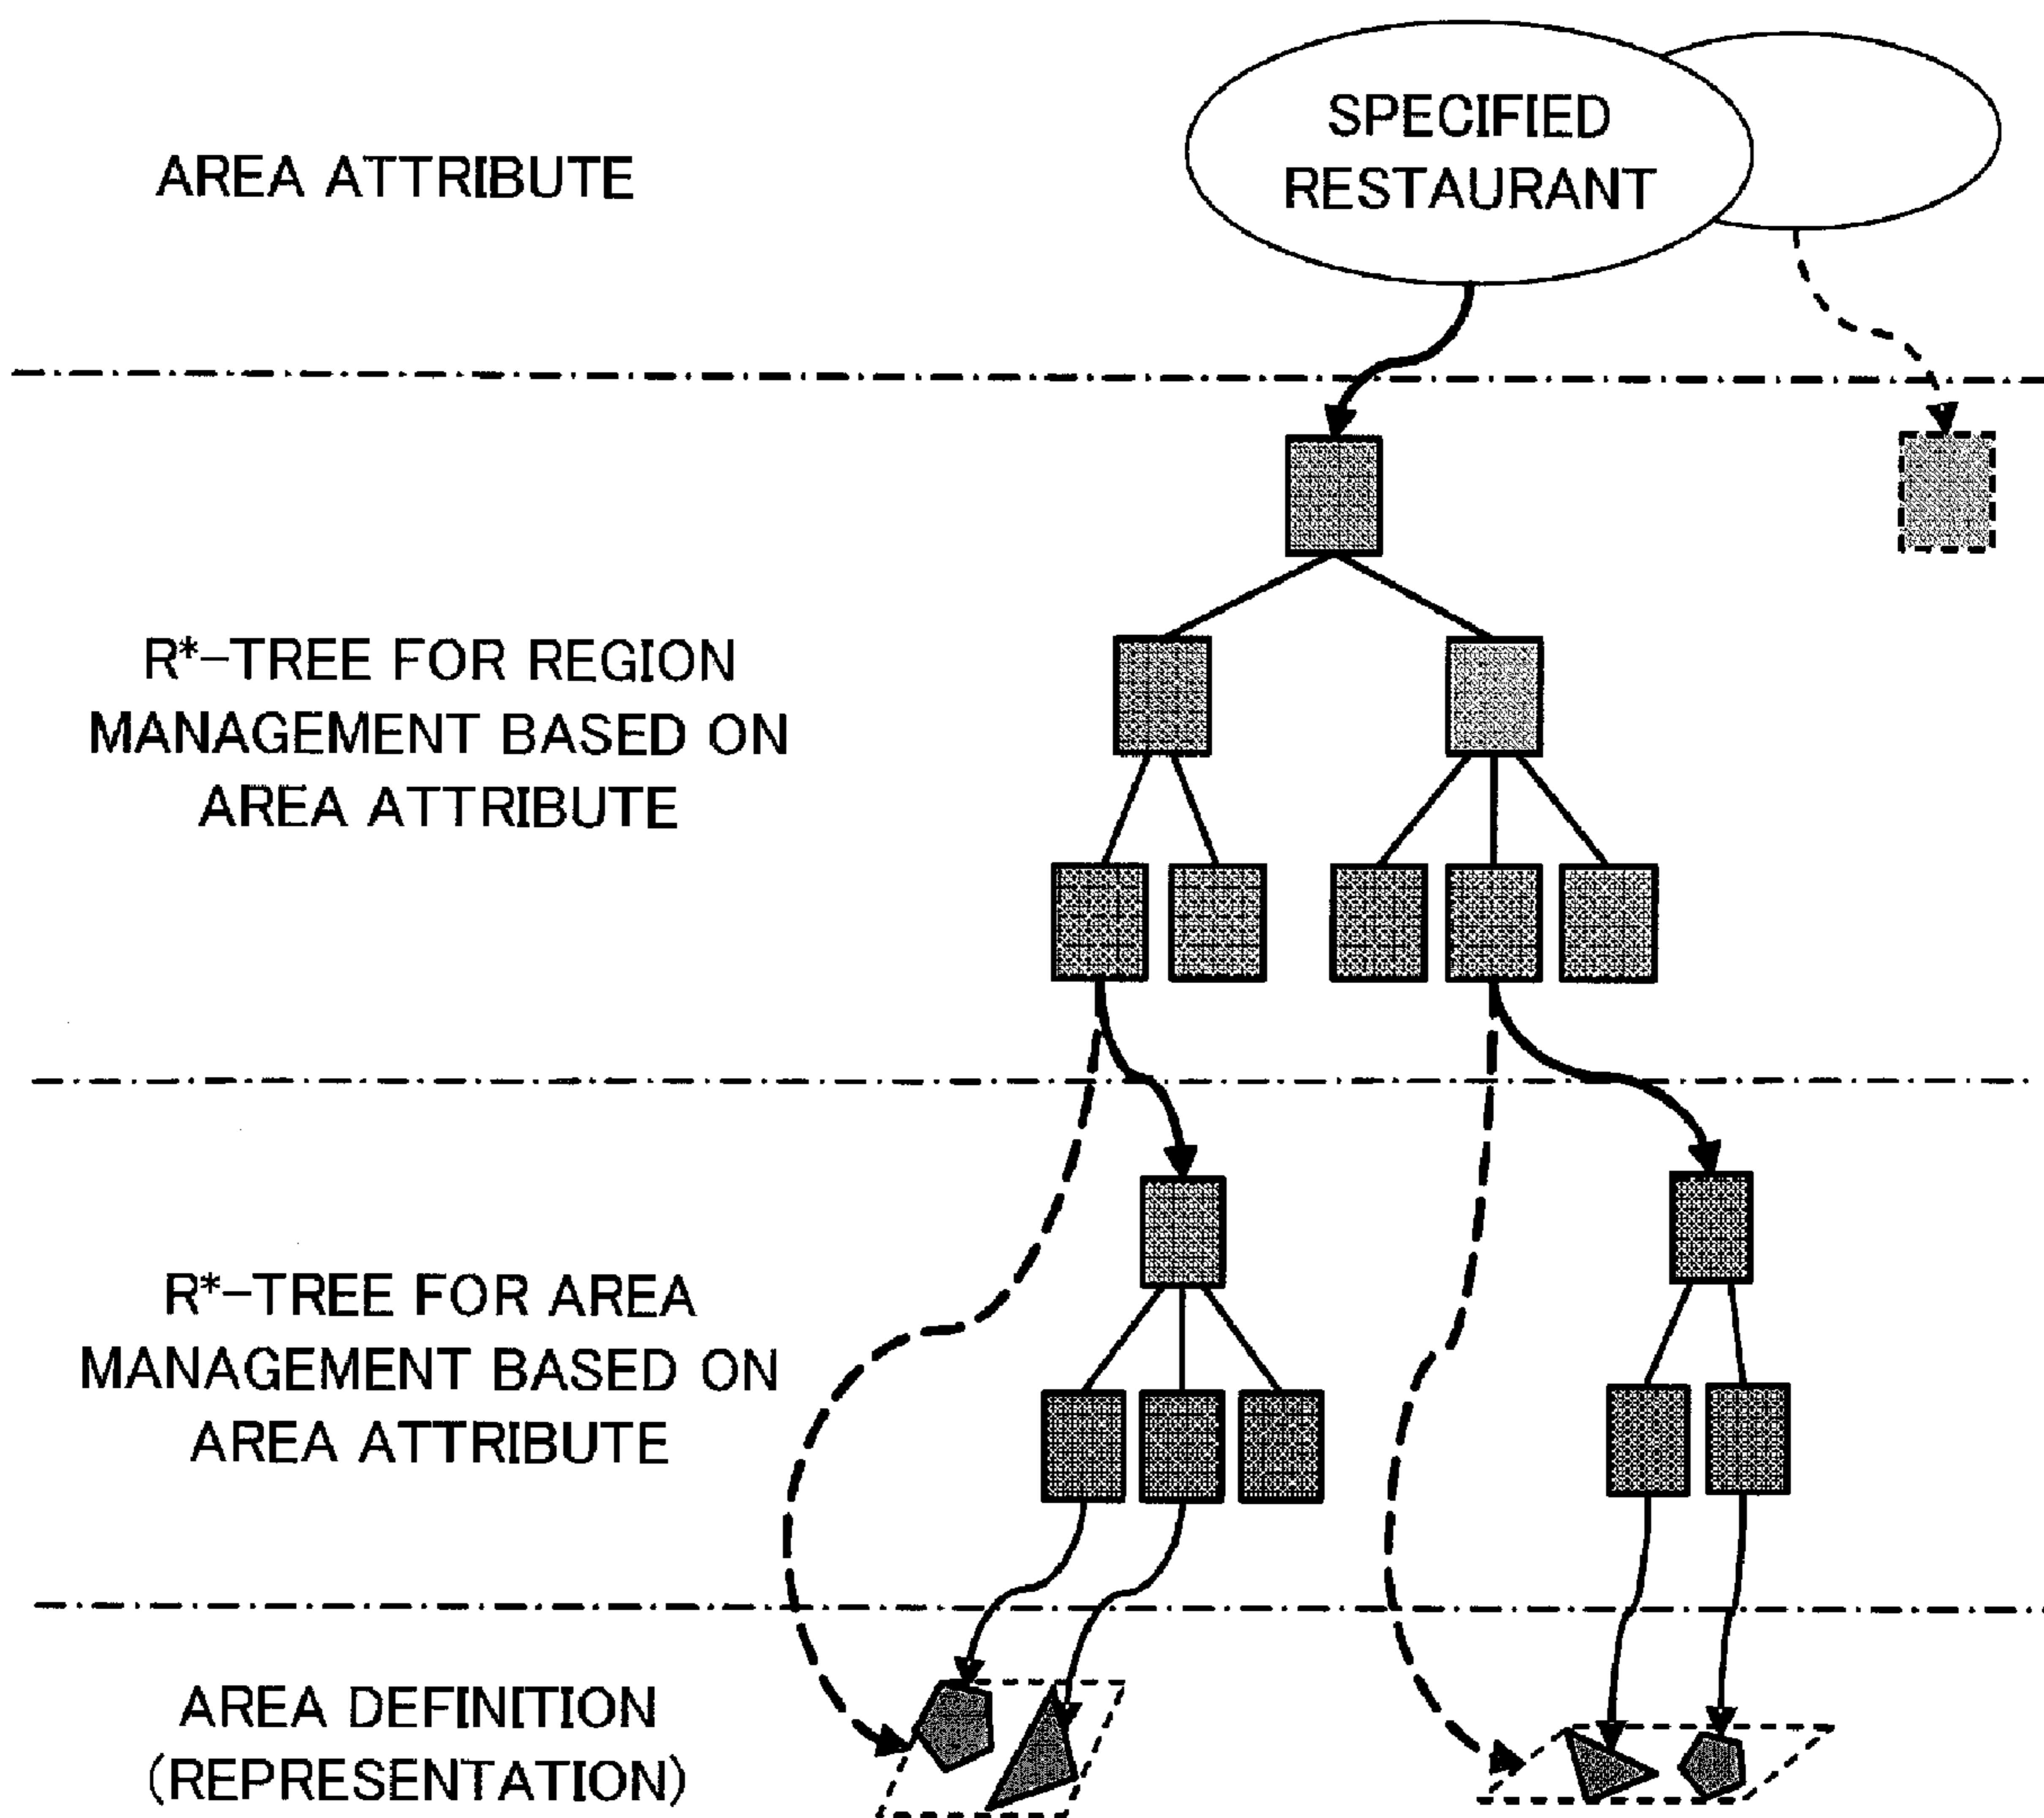 SPECIFIED
RESTAURANT
AREA ATTRIBUTE
R*-TREE FOR REGION
MANAGEMENT BASED ON
AREA ATTRIBUTE
R*-TREE FOR AREA
MANAGEMENT BASED ON
AREA ATTRIBUTE
AREA DEFINITION
(REPRESENTATION)